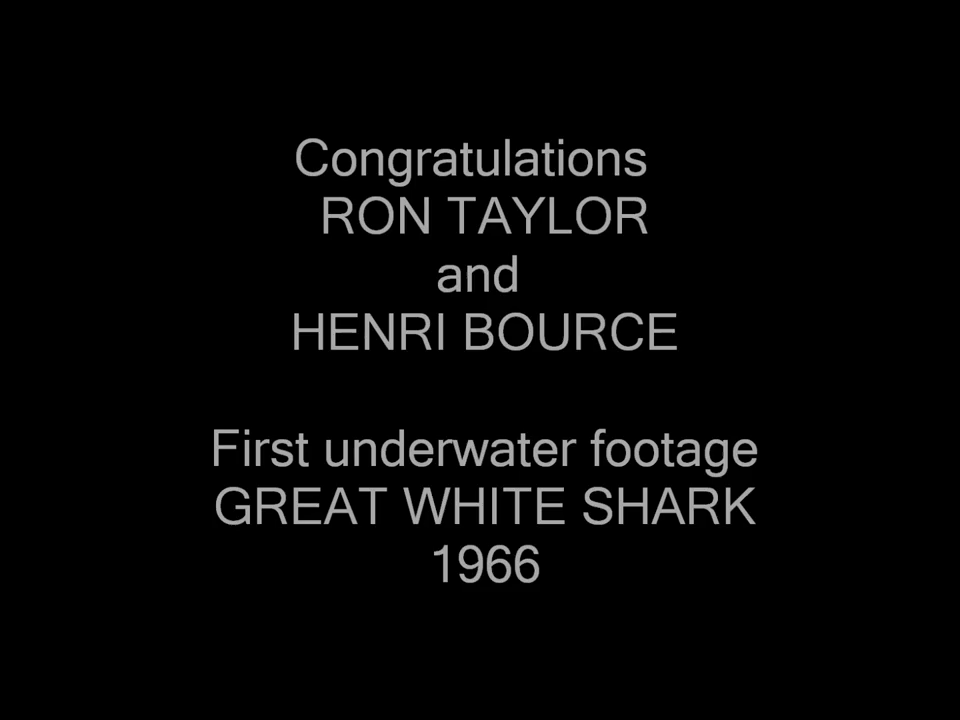 Congratulations
RON TAYLOR
and
HENRI BOURCE
First underwater footage
GREAT WHITE SHARK
1966